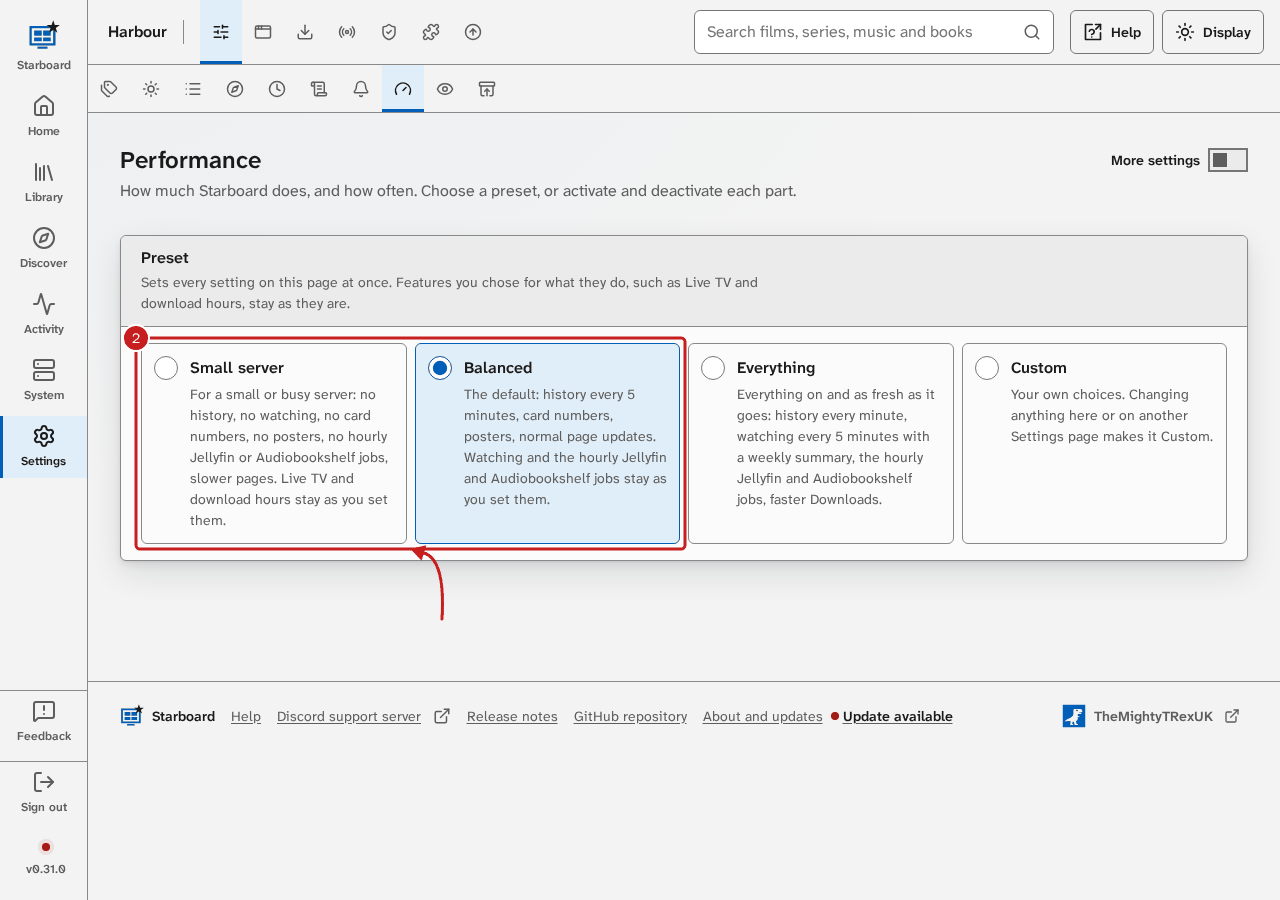 Starboard
Home
Library
Discover
Activity
System
Settings
Feedback
Sign out
v0.31.0
Harbour
Search films, series, music and books
Help
Display
Performance
How much Starboard does, and how often. Choose a preset, or activate and deactivate each part.
More settings
Preset
Sets every setting on this page at once. Features you chose for what they do, such as Live TV and
download hours, stay as they are.
2
Small server
For a small or busy server: no
history, no watching, no card
numbers, no posters, no hourly
Jellyfin or Audiobookshelf jobs,
slower pages. Live TV and
download hours stay as you set
them.
Balanced
The default: history every 5
minutes, card numbers,
posters, normal page updates.
Watching and the hourly Jellyfin
and Audiobookshelf jobs stay as
you set them.
Everything
Everything on and as fresh as it
goes: history every minute,
watching every 5 minutes with
a weekly summary, the hourly
Jellyfin and Audiobookshelf
jobs, faster Downloads.
Custom
Your own choices. Changing
anything here or on another
Settings page makes it Custom.
Starboard Help Discord support server Release notes GitHub repository About and updates Update available TheMightyTRexUK